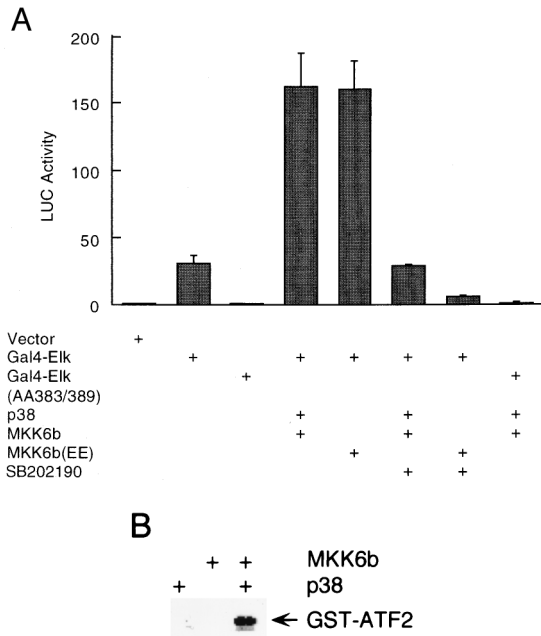 A
200
150
100
50
0
LUC Activity
Vector +
Gal4-Elk + + + + +
Gal4-Elk + +
(AA383/389)
p38 + + +
MKK6b + + +
MKK6b(EE) + +
SB202190 + +
B
+ + MKK6b
+ + p38
GST-ATF2